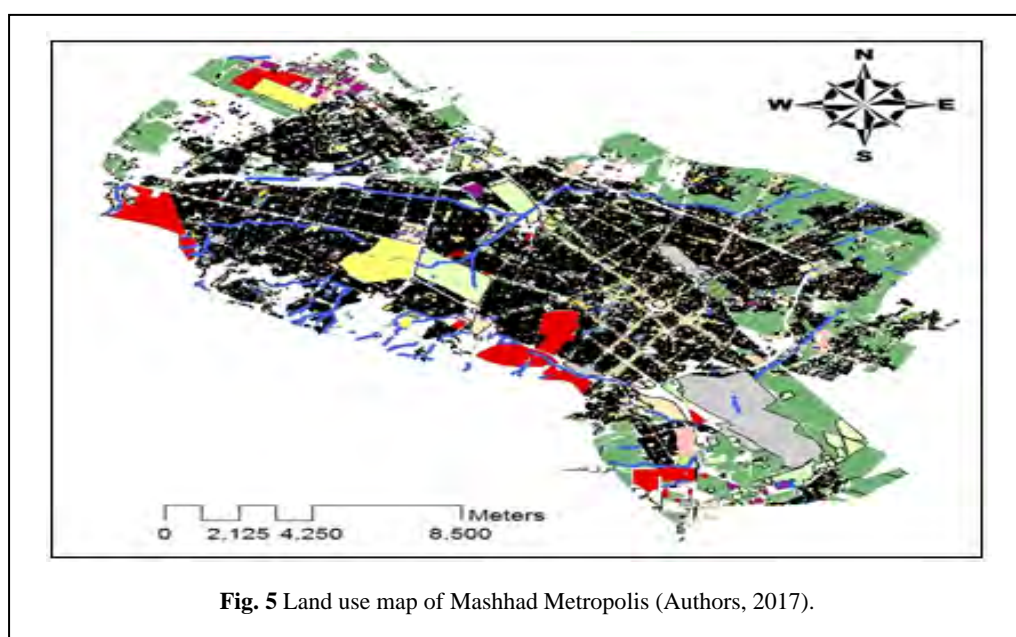 N
W E
S
Meters
0 2,125 4,250 8,500
Fig. 5 Land use map of Mashhad Metropolis (Authors, 2017).